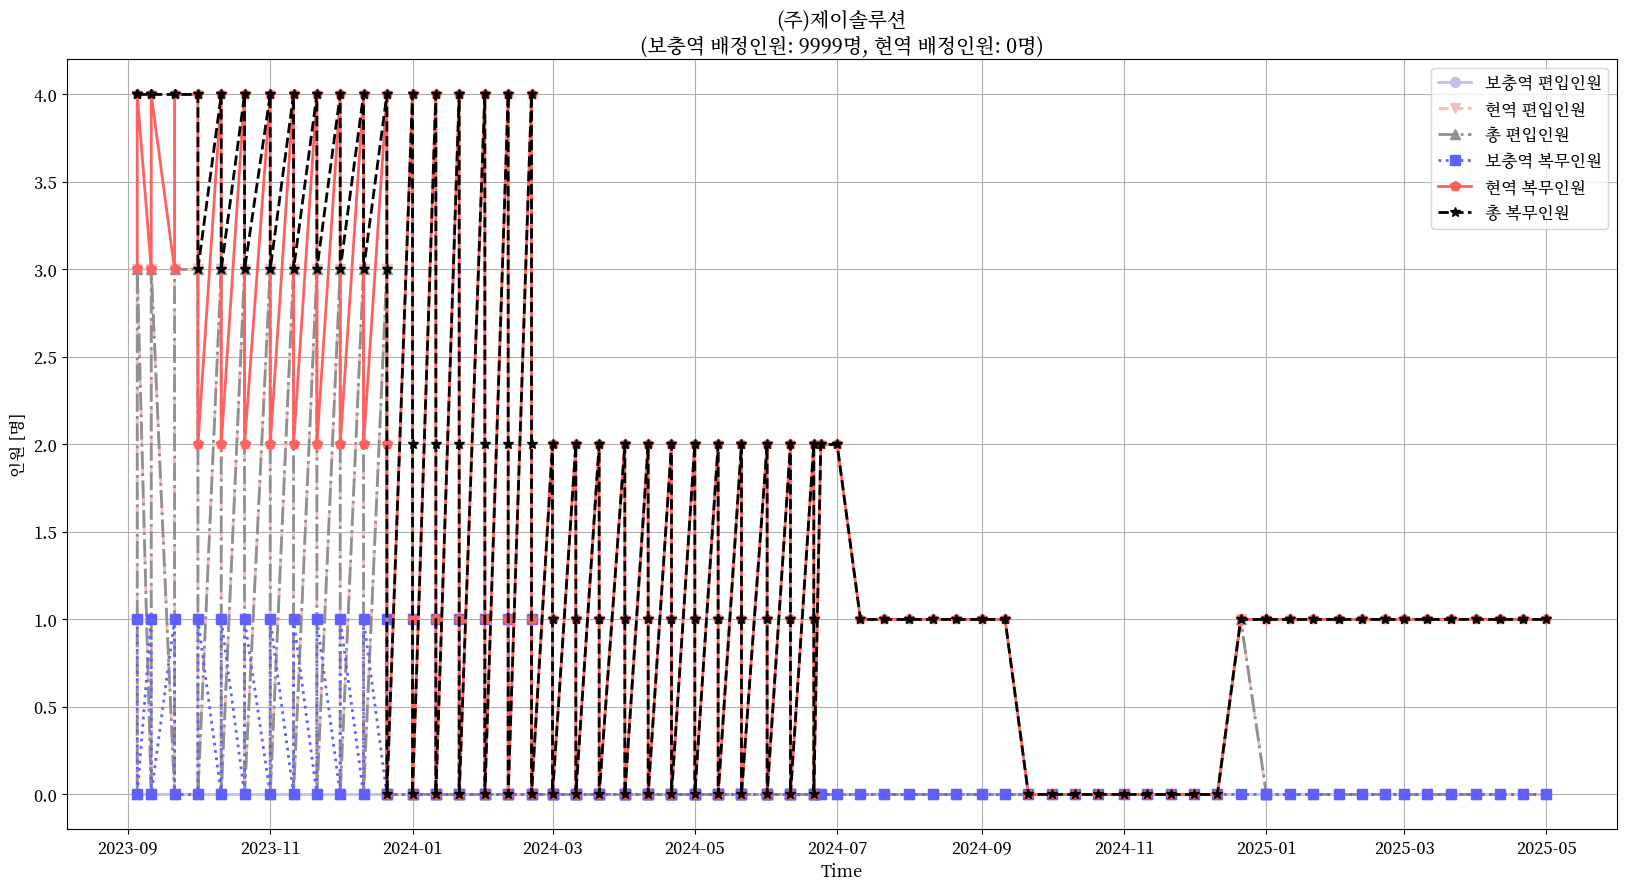 (주)제이솔루션
(보충역 배정인원: 9999명, 현역 배정인원: 0명)
인원 [명]
4.0
3.5
3.0
2.5
2.0
1.5
1.0
0.5
0.0
보충역 편입인원
현역 편입인원
총 편입인원
보충역 복무인원
현역 복무인원
총 복무인원
2023-09
2023-11
2024-01
2024-03
2024-05
2024-07
2024-09
2024-11
2025-01
2025-03
2025-05
Time